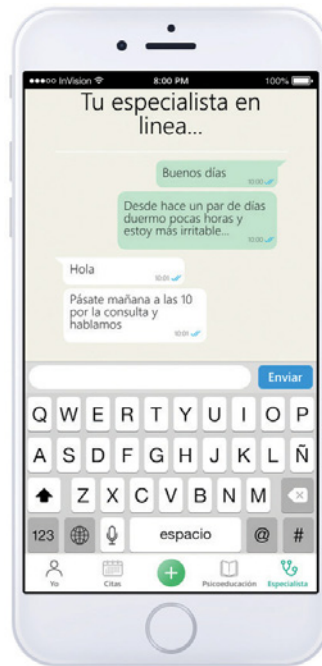 InVision 8:00 PM 100%
Tu especialista en
linea...
Buenos días
10:00
Desde hace un par de días
duermo pocas horas y
estoy más irritable...
10:00
Hola
10:01
Pásate mañana a las 10
por la consulta y
hablamos
10:01
Enviar
Q W E R T Y U I O P
A S D F G H J K L Ñ
Z X C V B N M
123 espacio @ #
Yo Citas Psicoeducación Especialista